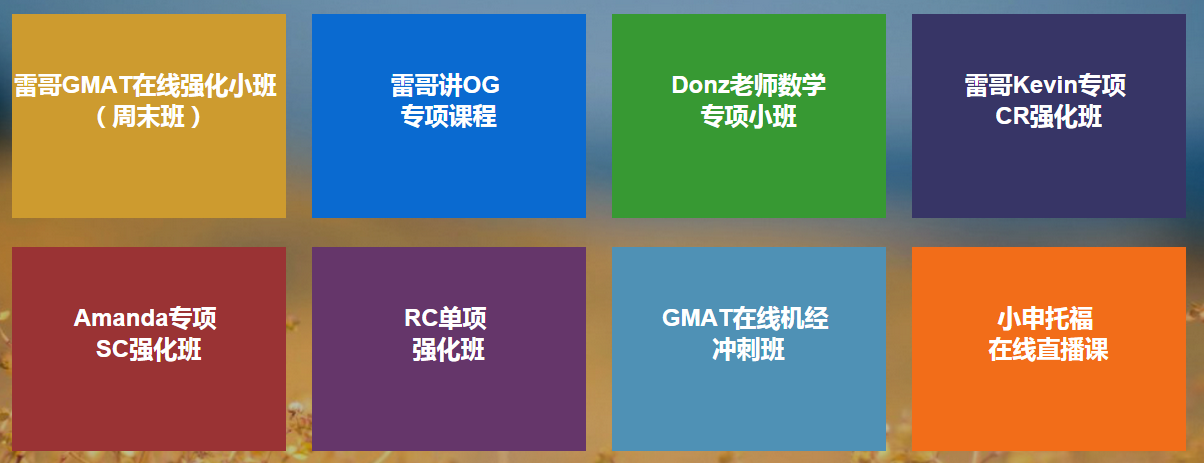 雷哥GMAT在线强化小班
（周末班）
雷哥讲OG
专项课程
Donz老师数学
专项小班
雷哥Kevin专项
CR强化班
Amanda专项
SC强化班
RC单项
强化班
GMAT在线机经
冲刺班
小申托福
在线直播课